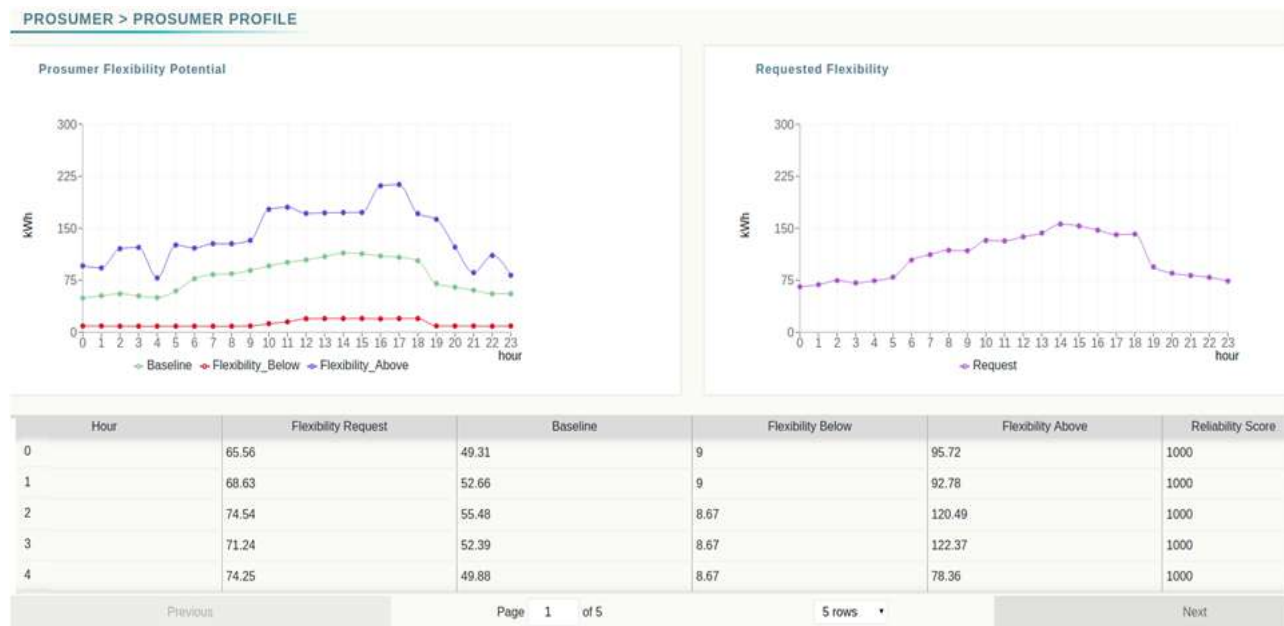 PROSUMER > PROSUMER PROFILE
Prosumer Flexibility Potential
300
225
150
75
0
kWh
0 1 2 3 4 5 6 7 8 9 10 11 12 13 14 15 16 17 18 19 20 21 22 23
hour
Baseline Flexibility_Below Flexibility_Above
Requested Flexibility
300
225
150
75
0
kWh
0 1 2 3 4 5 6 7 8 9 10 11 12 13 14 15 16 17 18 19 20 21 22 23
hour
Request
Hour Flexibility Request Baseline Flexibility Below Flexibility Above Reliability Score
0 65.56 49.31 9 95.72 1000
1 68.63 52.66 9 92.78 1000
2 74.54 55.48 8.67 120.49 1000
3 71.24 52.39 8.67 122.37 1000
4 74.25 49.88 8.67 78.36 1000
Previous Page 1 of 5 5 rows Next